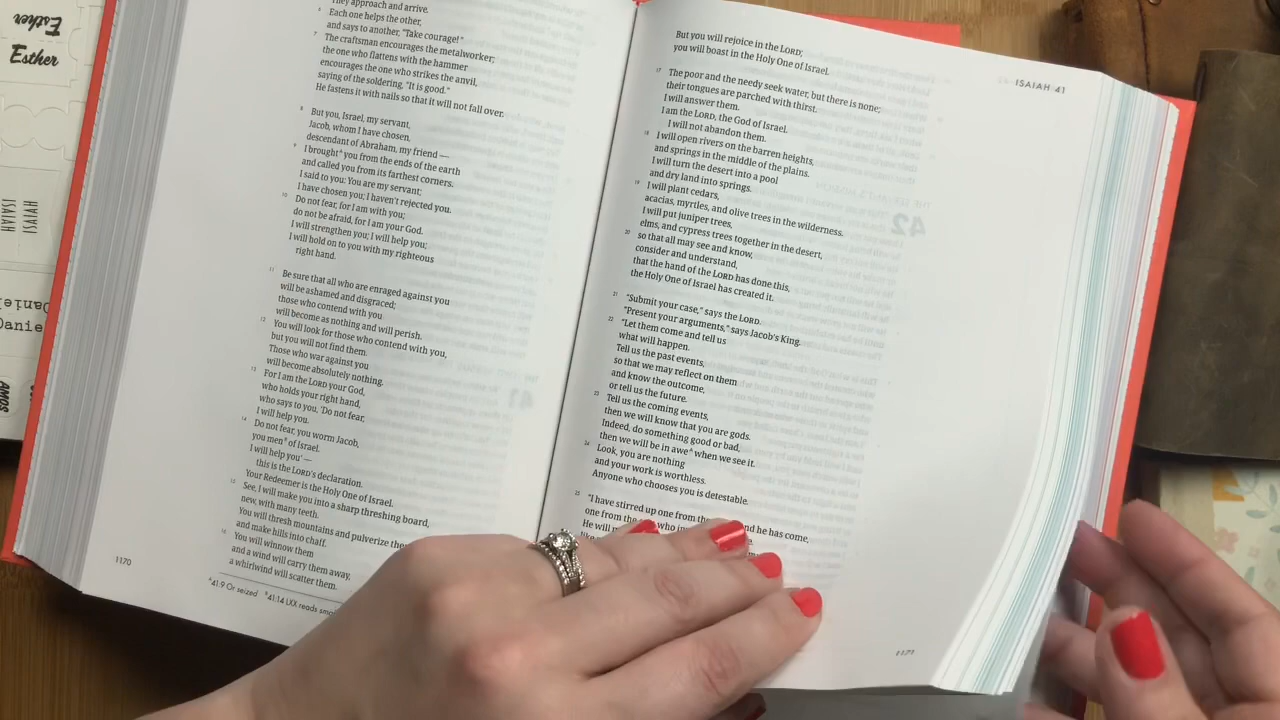 Esther
Esther
ISAIAH
Daniel
Danie
AMOS
They approach and arrive.
6 Each one helps the other,
and says to another, "Take courage!"
7 The craftsman encourages the metalworker;
the one who flattens with the hammer
encourages the one who strikes the anvil,
saying of the soldering, "It is good."
He fastens it with nails so that it will not fall over.
8 But you, Israel, my servant,
Jacob, whom I have chosen,
descendant of Abraham, my friend —
9 I brought^A you from the ends of the earth
and called you from its farthest corners.
I said to you: You are my servant;
I have chosen you; I haven't rejected you.
10 Do not fear, for I am with you;
do not be afraid, for I am your God.
I will strengthen you; I will help you;
I will hold on to you with my righteous
right hand.
11 Be sure that all who are enraged against you
will be ashamed and disgraced;
those who contend with you
will become as nothing and will perish.
12 You will look for those who contend with you,
but you will not find them.
Those who war against you
will become absolutely nothing.
13 For I am the LORD your God,
who holds your right hand,
who says to you, 'Do not fear,
I will help you.
14 Do not fear, you worm Jacob,
you men^B of Israel.
I will help you' —
this is the LORD's declaration.
Your Redeemer is the Holy One of Israel.
15 See, I will make you into a sharp threshing board,
new, with many teeth.
You will thresh mountains and pulverize
and make hills into chaff.
16 You will winnow them
and a wind will carry them away,
a whirlwind will scatter them.
1170
^A 41:9 Or seized ^B 41:14 LXX reads
But you will rejoice in the LORD;
you will boast in the Holy One of Israel.
ISAIAH 41
17 The poor and the needy seek water, but there is none;
their tongues are parched with thirst.
I will answer them.
I am the LORD, the God of Israel.
I will not abandon them.
18 I will open rivers on the barren heights,
and springs in the middle of the plains.
I will turn the desert into a pool
and dry land into springs.
19 I will plant cedars,
acacias, myrtles, and olive trees in the wilderness.
I will put juniper trees,
elms, and cypress trees together in the desert,
20 so that all may see and know,
consider and understand,
that the hand of the LORD has done this,
the Holy One of Israel has created it.
21 "Submit your case," says the LORD.
"Present your arguments," says Jacob's King.
22 "Let them come and tell us
what will happen.
Tell us the past events,
so that we may reflect on them
and know the outcome,
or tell us the future.
23 Tell us the coming events,
then we will know that you are gods.
Indeed, do something good or bad,
then we will be in awe^A when we see it.
24 Look, you are nothing
and your work is worthless.
Anyone who chooses you is detestable.
25 "I have stirred up one from the and he has come,
one from the who
He will
1171